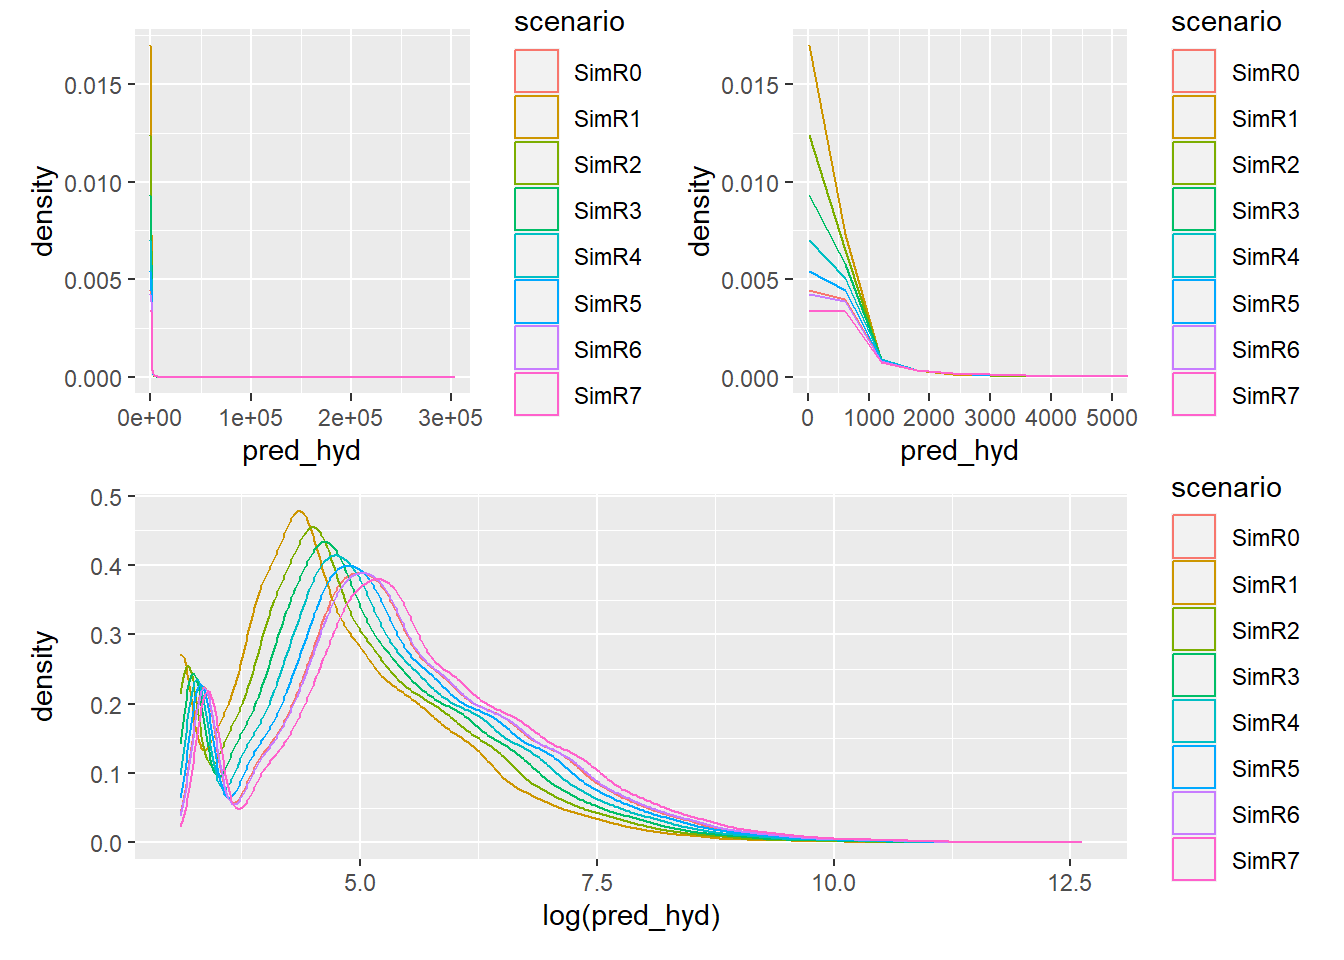 scenario
SimR0
SimR1
SimR2
SimR3
SimR4
SimR5
SimR6
SimR7
density
0.015
0.010
0.005
0.000
0e+00 1e+05 2e+05 3e+05
pred_hyd
scenario
SimR0
SimR1
SimR2
SimR3
SimR4
SimR5
SimR6
SimR7
density
0.015
0.010
0.005
0.000
0 1000 2000 3000 4000 5000
pred_hyd
scenario
SimR0
SimR1
SimR2
SimR3
SimR4
SimR5
SimR6
SimR7
density
0.5
0.4
0.3
0.2
0.1
0.0
5.0 7.5 10.0 12.5
log(pred_hyd)